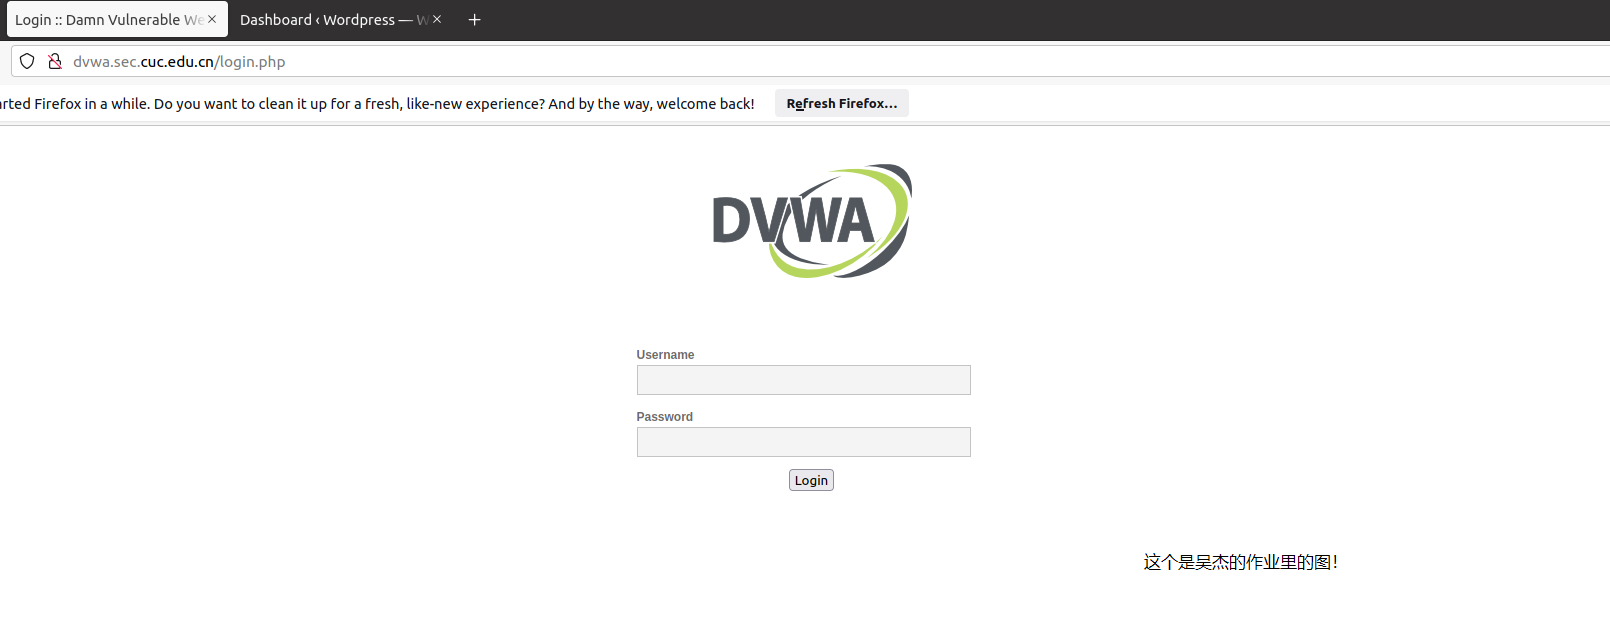 Login :: Damn Vulnerable We
Dashboard ‹ Wordpress — W
dvwa.sec.cuc.edu.cn/login.php
rted Firefox in a while. Do you want to clean it up for a fresh, like-new experience? And by the way, welcome back!
Refresh Firefox...
DVWA
Username
Password
Login
这个是吴杰的作业里的图!